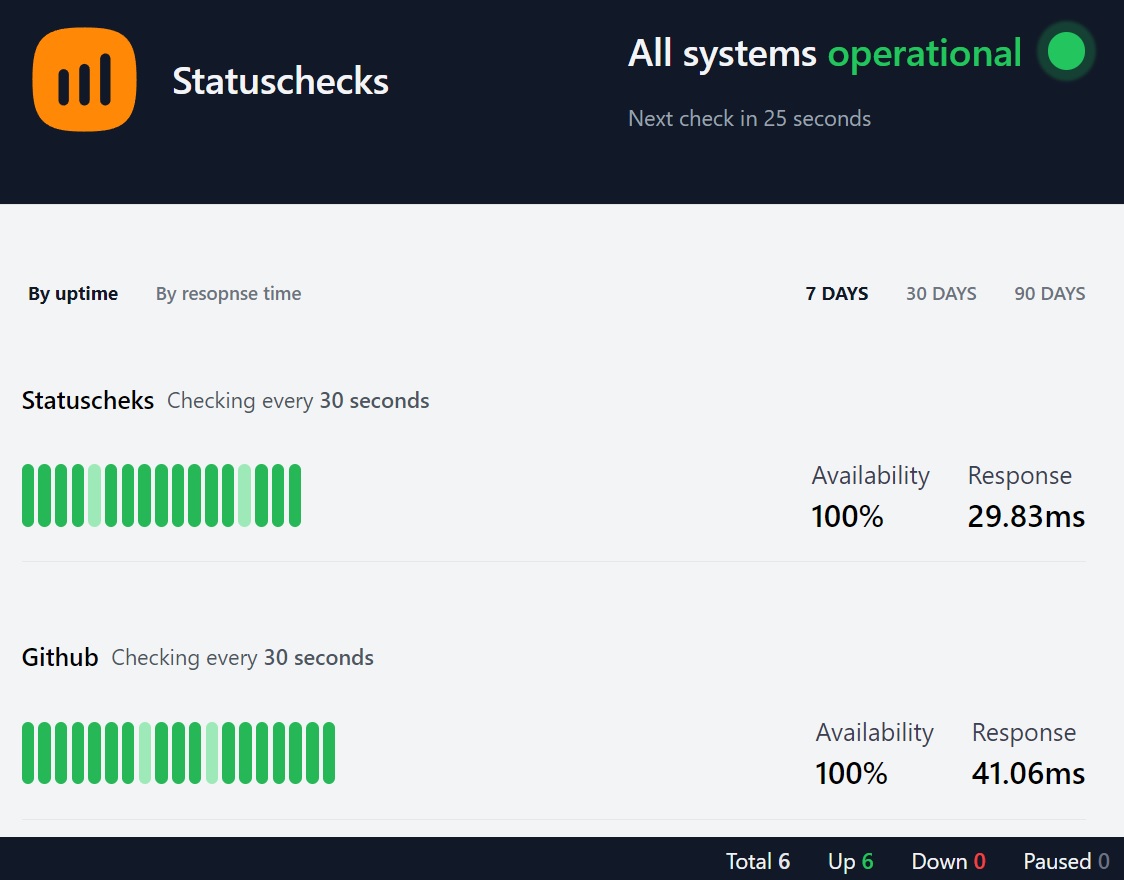 Statuschecks
All systems operational
Next check in 25 seconds
By uptime By resopnse time 7 DAYS 30 DAYS 90 DAYS
Statuscheks Checking every 30 seconds
Availability Response
100% 29.83ms
Github Checking every 30 seconds
Availability Response
100% 41.06ms
Total 6 Up 6 Down 0 Paused 0